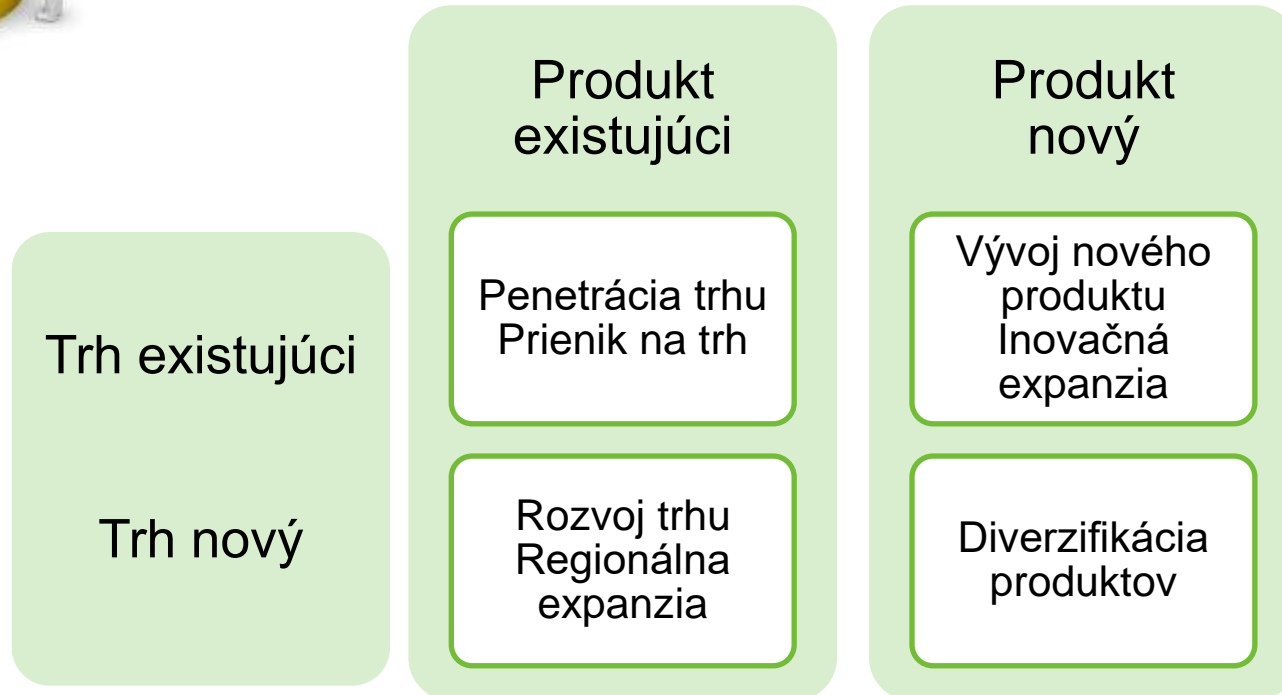 Produkt
existujúci
Produkt
nový
Trh existujúci
Penetrácia trhu
Prienik na trh
Vývoj nového
produktu
Inovačná
expanzia
Trh nový
Rozvoj trhu
Regionálna
expanzia
Diverzifikácia
produktov